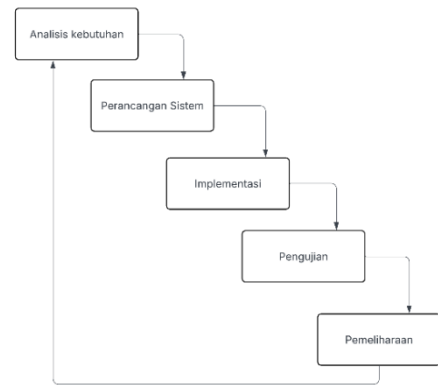 Analisis kebutuhan
Perancangan Sistem
Implementasi
Pengujian
Pemeliharaan